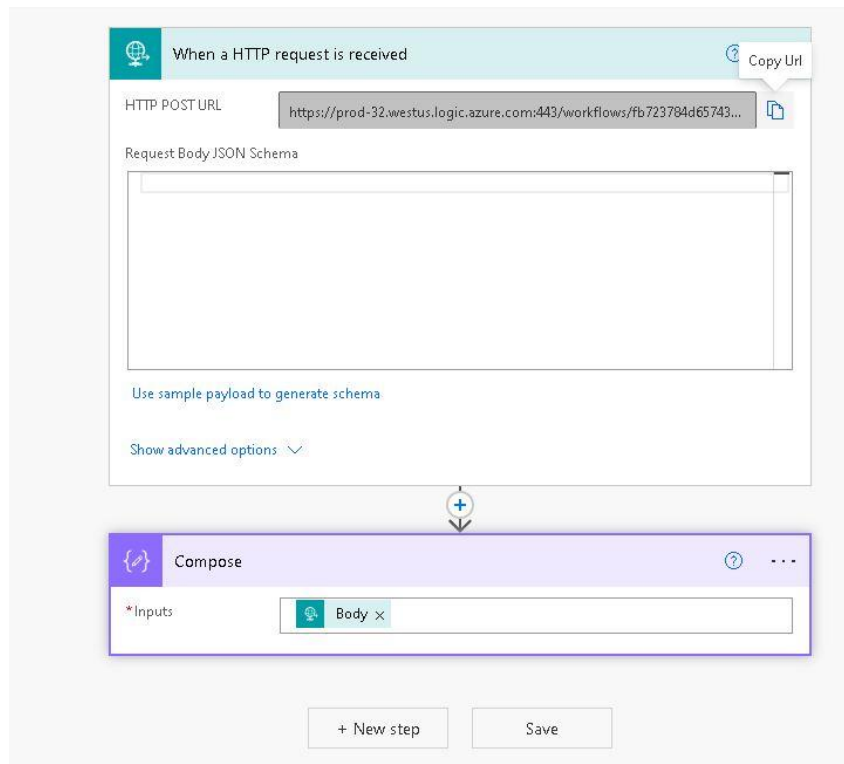 When a HTTP request is received
Copy Url
HTTP POST URL
https://prod-32.westus.logic.azure.com:443/workflows/fb723784d65743...
Request Body JSON Schema
Use sample payload to generate schema
Show advanced options
Compose
*Inputs
Body ×
+ New step
Save